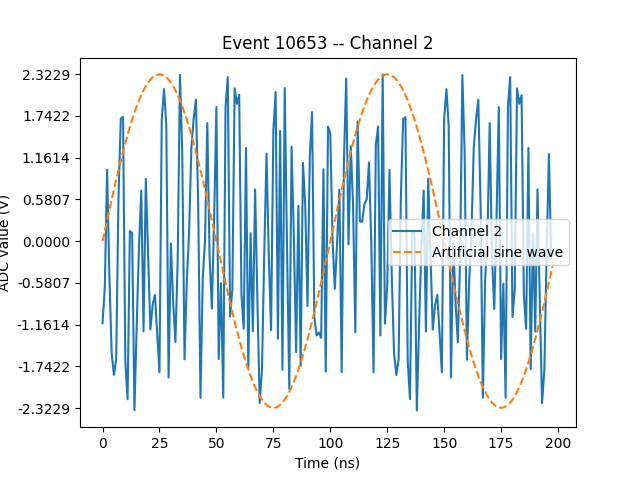 Event 10653 -- Channel 2
2.3229
1.7422
1.1614
0.5807
0.0000
-0.5807
-1.1614
-1.7422
-2.3229
ADC Value (V)
Channel 2
Artificial sine wave
0 25 50 75 100 125 150 175 200
Time (ns)